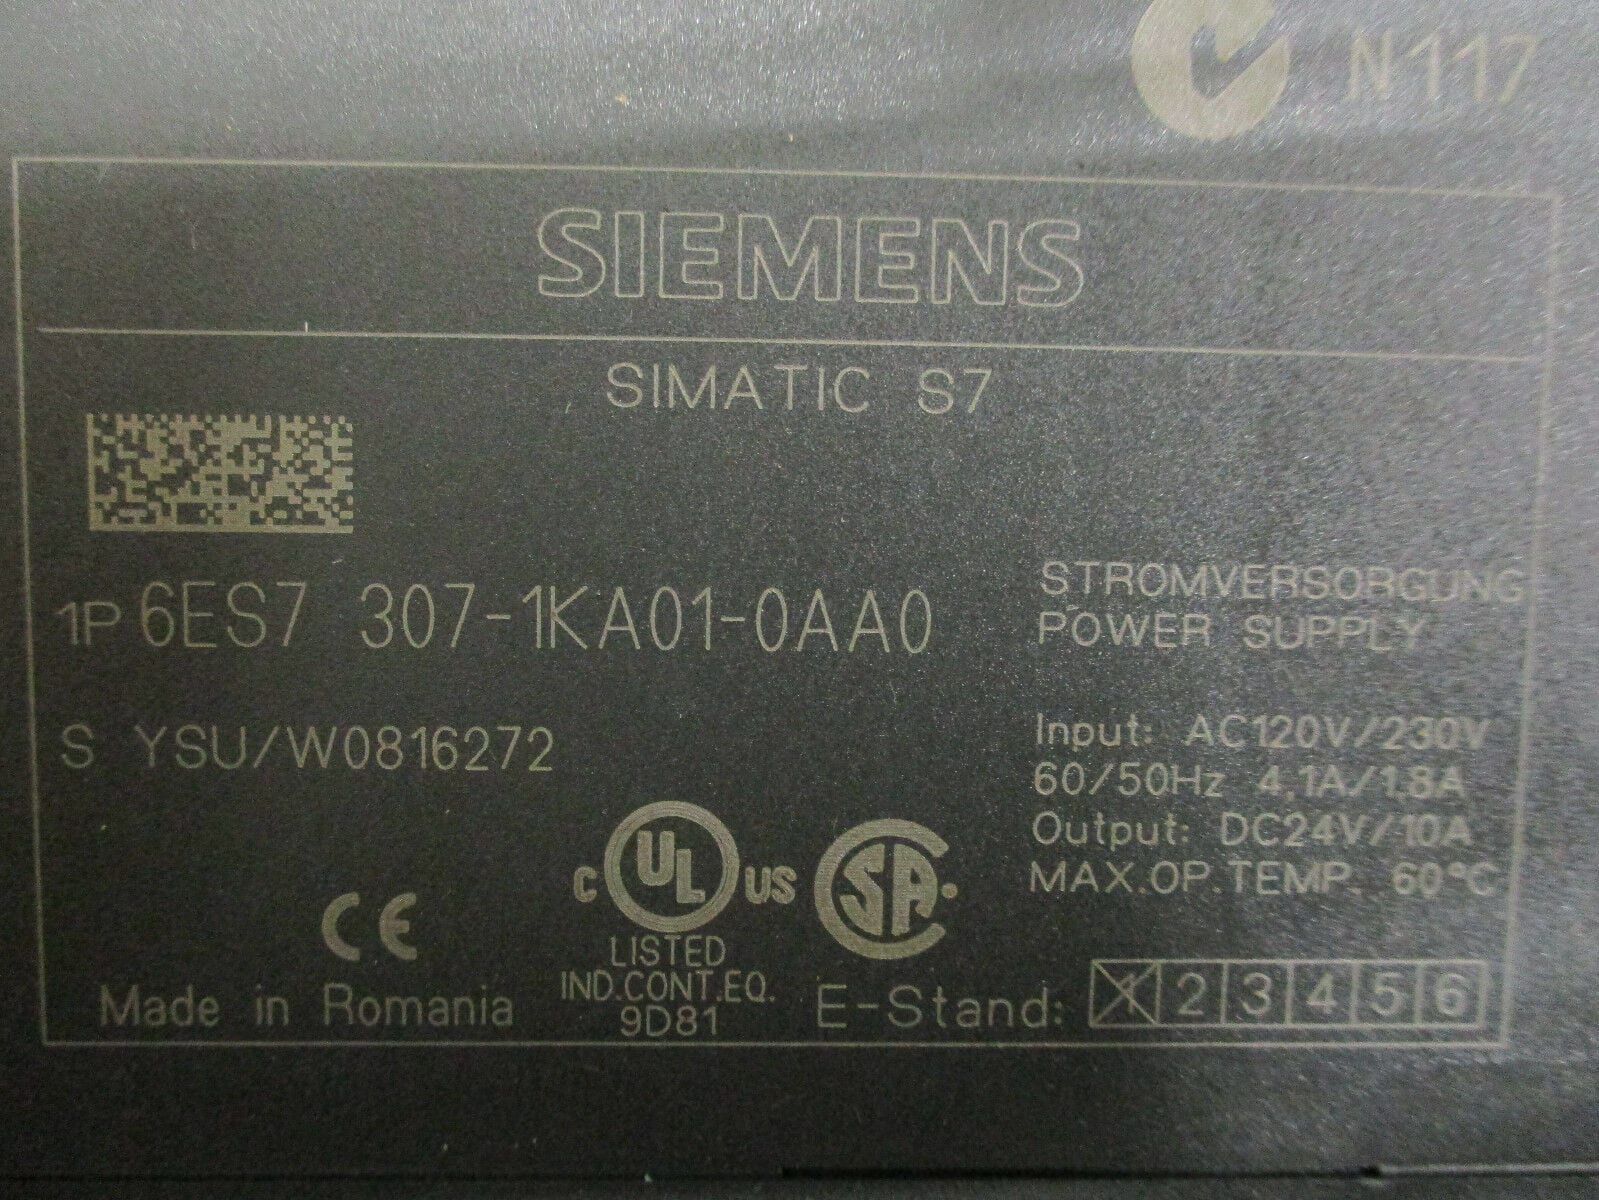 N117
SIEMENS
SIMATIC S7
1P 6ES7 307-1KA01-0AA0
STROMVERSORGUNG
POWER SUPPLY
S YSU/W0816272
Input: AC120V/230V
60/50Hz 4,1A/1,8A
Output: DC24V/10A
MAX.OP.TEMP. 60°C
C UL US
SA
CE
LISTED
IND.CONT.EQ.
9D81
Made in Romania
E-Stand: 1 2 3 4 5 6